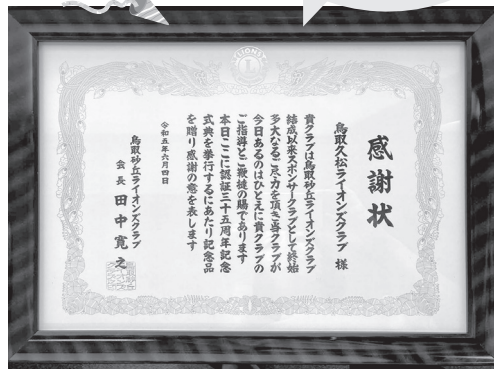 感謝状
鳥取久松ライオンズクラブ 様
貴クラブは鳥取砂丘ライオンズクラブ
結成以来スポンサークラブとして終始
多大なるご尽力を頂き当クラブが
今日あるのはひとえに貴クラブの
ご指導とご鞭撻の賜であります
本日ここに認証三十五周年記念
式典を挙行するにあたり記念品
を贈り感謝の意を表します
令和五年六月四日
鳥取砂丘ライオンズクラブ
会長 田中寛之
LIONS